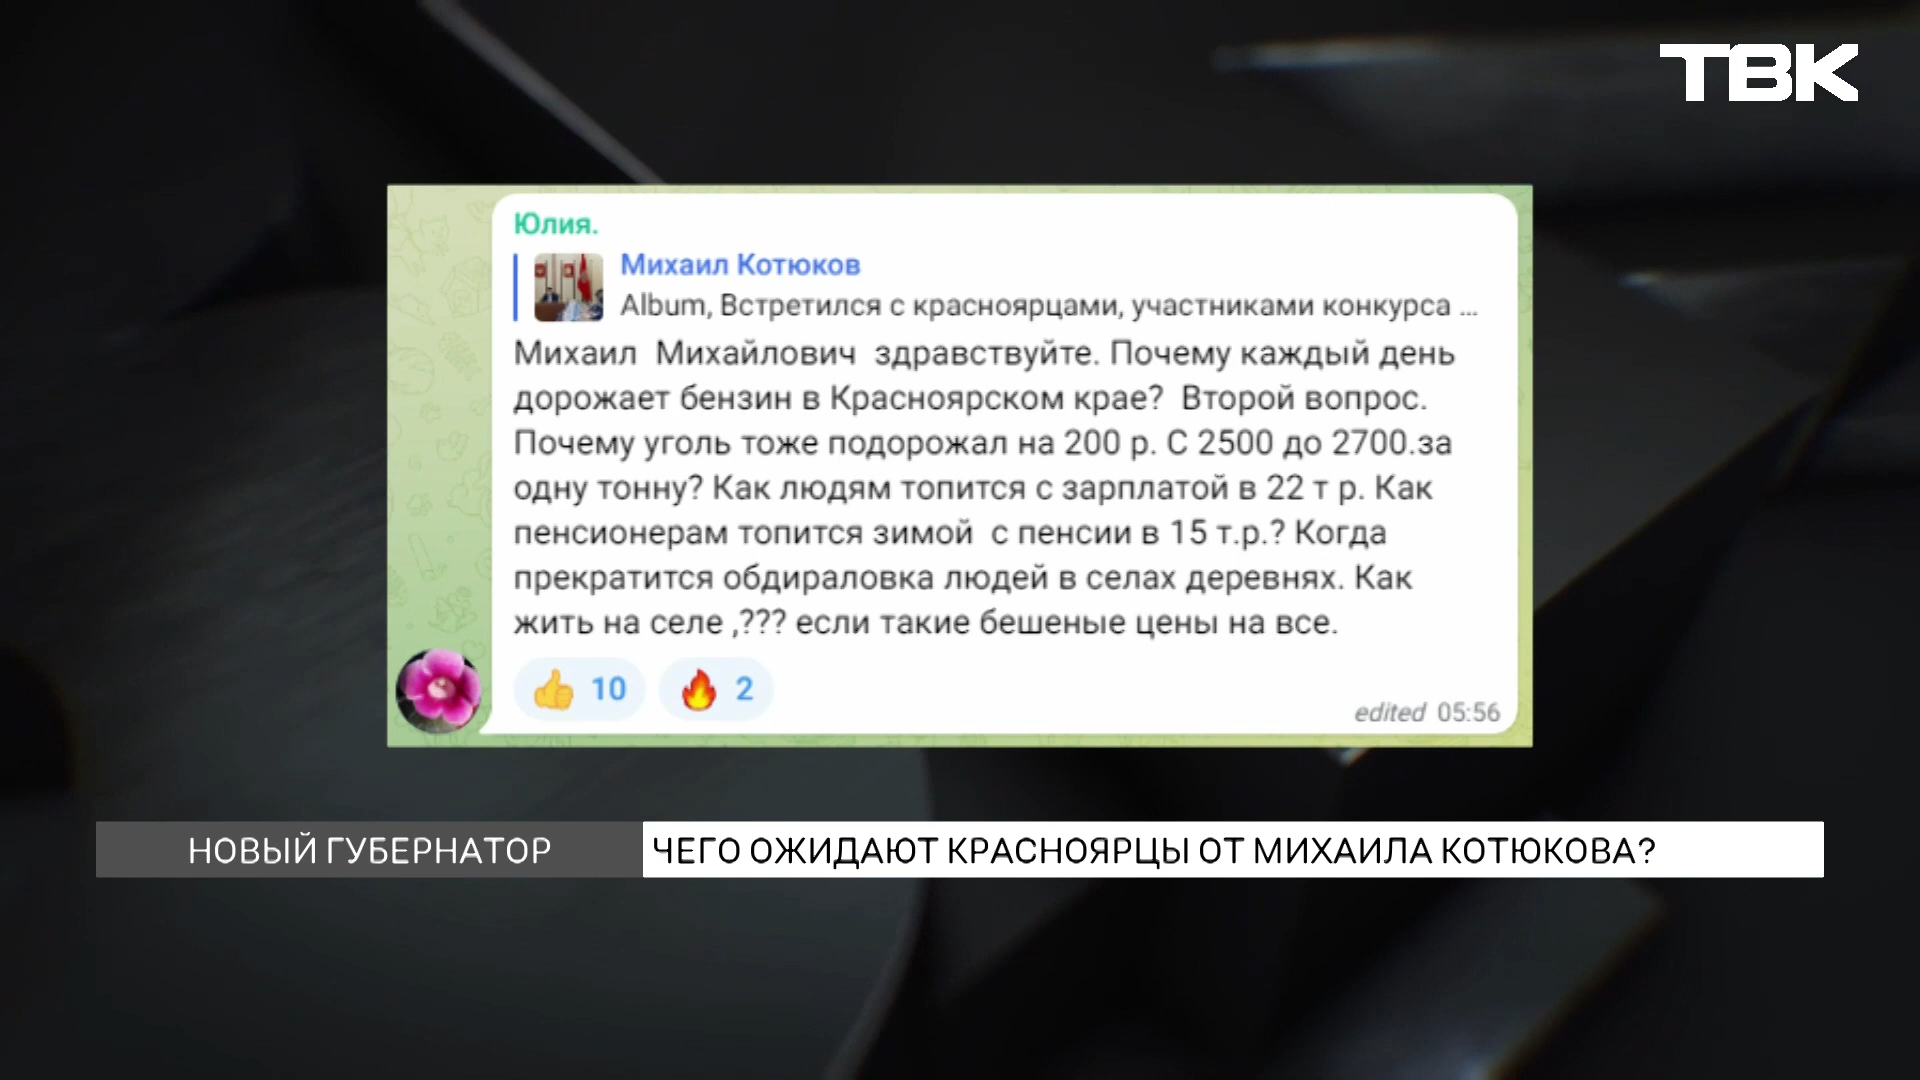 ТВК
Юлия.
Михаил Котюков
Album, Встретился с красноярцами, участниками конкурса ...
Михаил Михайлович здравствуйте. Почему каждый день
дорожает бензин в Красноярском крае? Второй вопрос.
Почему уголь тоже подорожал на 200 р. С 2500 до 2700.за
одну тонну? Как людям топится с зарплатой в 22 т р. Как
пенсионерам топится зимой с пенсии в 15 т.р.? Когда
прекратится обдираловка людей в селах деревнях. Как
жить на селе ,??? если такие бешеные цены на все.
👍 10 🔥 2
edited 05:56
НОВЫЙ ГУБЕРНАТОР
ЧЕГО ОЖИДАЮТ КРАСНОЯРЦЫ ОТ МИХАИЛА КОТЮКОВА?